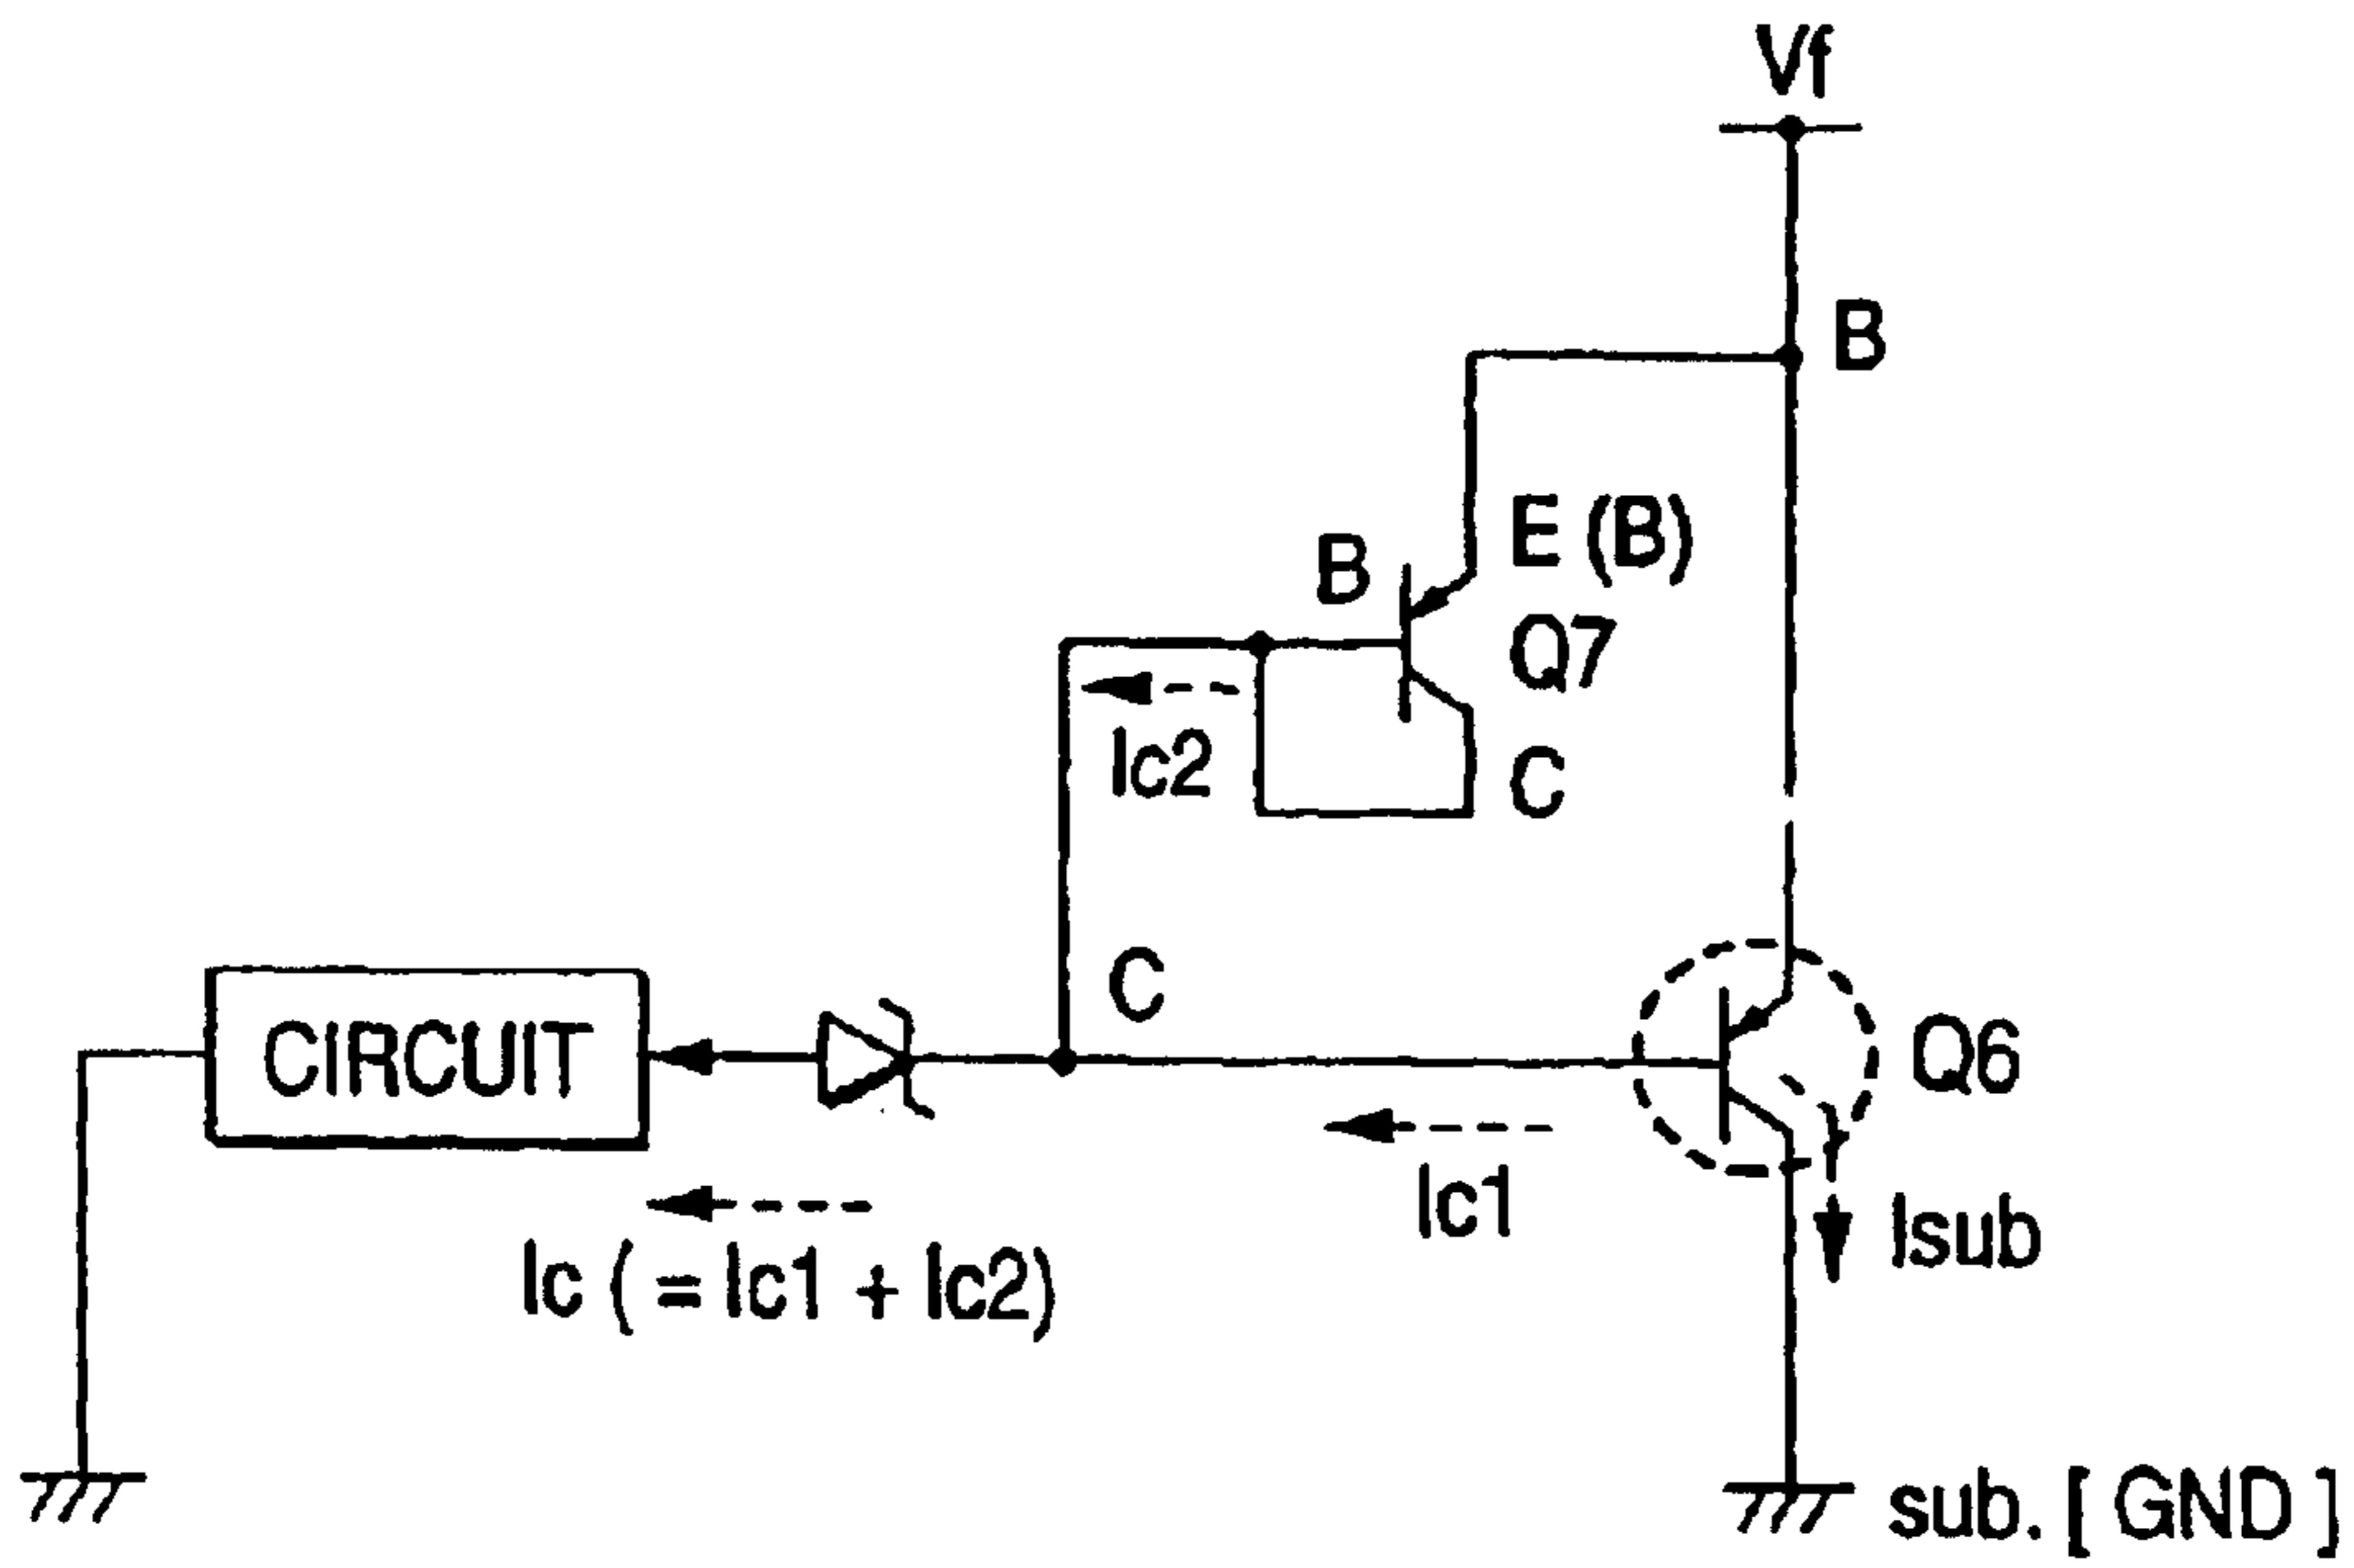 Vf
B
E (B)
B
Q7
Ic2
C
C
CIRCUIT
Q6
Ic1
Isub
Ic ( = Ic1 + Ic2)
sub. [ GND ]